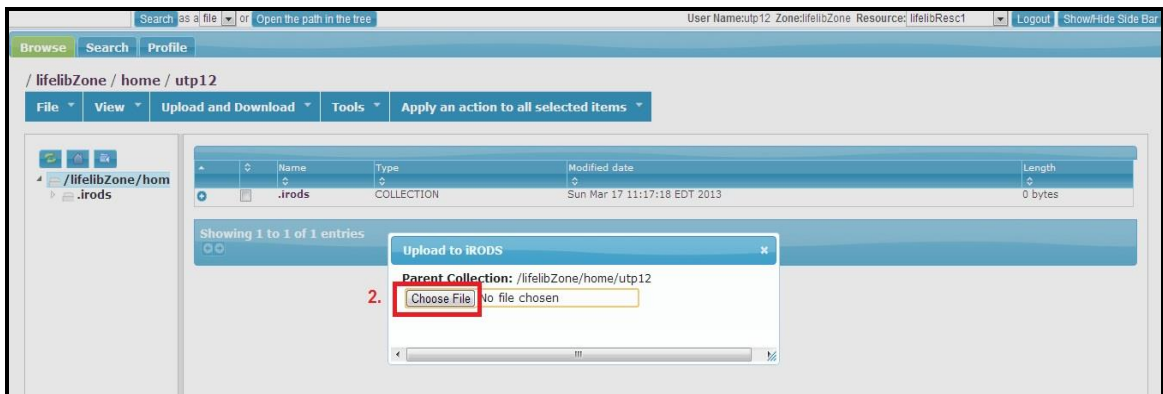 Search as a file or Open the path in the tree User Name:utp12 Zone:lifelibZone Resource: lifelibResc1 Logout Show/Hide Side Bar
Browse Search Profile
/ lifelibZone / home / utp12
File View Upload and Download Tools Apply an action to all selected items
Name Type Modified date Length
/lifelibZone/hom
.irods
.irods COLLECTION Sun Mar 17 11:17:18 EDT 2013 0 bytes
Showing 1 to 1 of 1 entries
Upload to iRODS x
Parent Collection: /lifelibZone/home/utp12
2. Choose File No file chosen